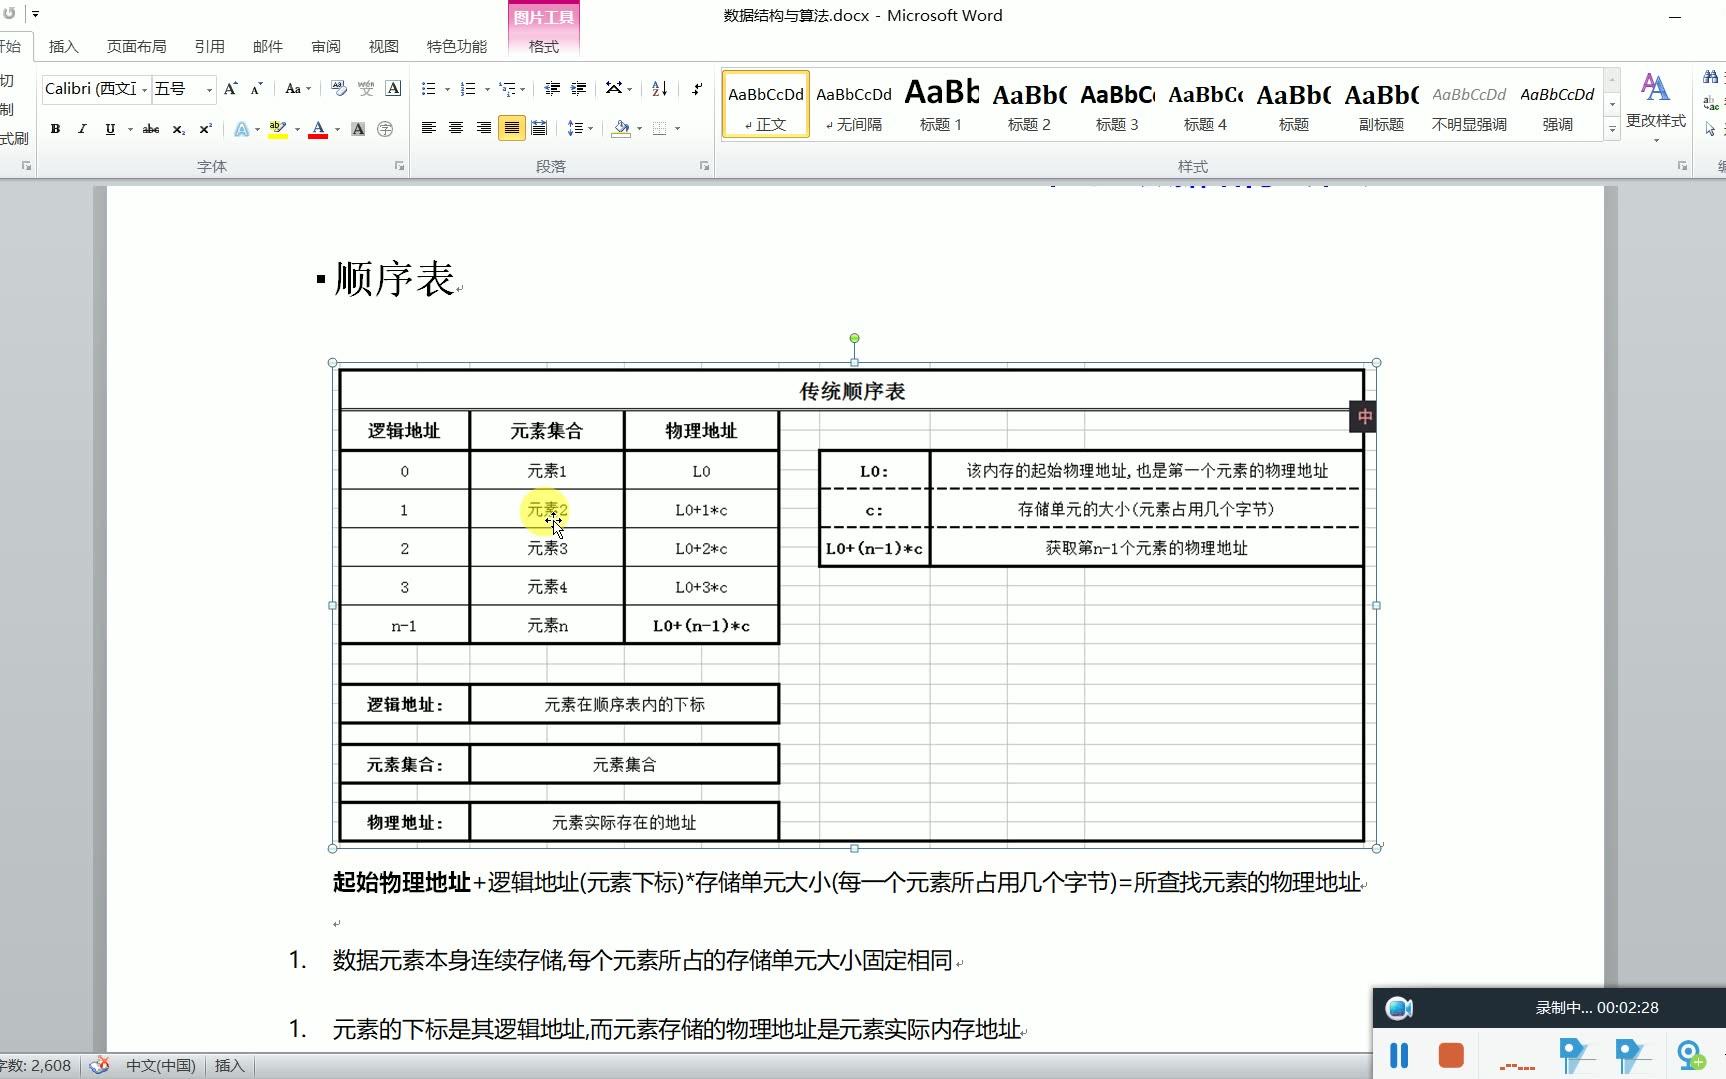 图片工具
数据结构与算法.docx - Microsoft Word
开始 插入 页面布局 引用 邮件 审阅 视图 特色功能 格式
切
制
式刷
Calibri (西文 五号
字体
段落
AaBbCcDd AaBbCcDd AaBb AaBb( AaBbC AaBbCc AaBb( AaBb( AaBbCcDd AaBbCcDd
正文 无间隔 标题 1 标题 2 标题 3 标题 4 标题 副标题 不明显强调 强调
更改样式
样式
顺序表
传统顺序表
中
逻辑地址 元素集合 物理地址
0 元素1 L0
1 元素2 L0+1*c
2 元素3 L0+2*c
3 元素4 L0+3*c
n-1 元素n L0+(n-1)*c
L0: 该内存的起始物理地址,也是第一个元素的物理地址
c: 存储单元的大小(元素占用几个字节)
L0+(n-1)*c 获取第n-1个元素的物理地址
逻辑地址: 元素在顺序表内的下标
元素集合: 元素集合
物理地址: 元素实际存在的地址
起始物理地址+逻辑地址(元素下标)*存储单元大小(每一个元素所占用几个字节)=所查找元素的物理地址
1. 数据元素本身连续存储,每个元素所占的存储单元大小固定相同
1. 元素的下标是其逻辑地址,而元素存储的物理地址是元素实际内存地址
录制中... 00:02:28
字数: 2,608 中文(中国) 插入